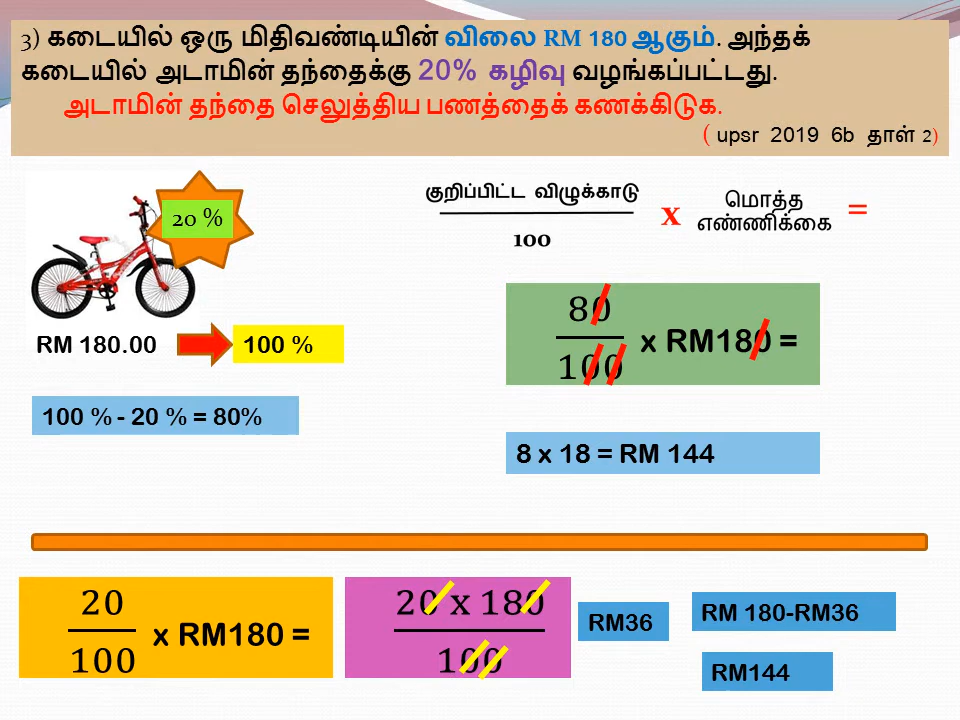 3) கடையில் ஒரு மிதிவண்டியின் விலை RM 180 ஆகும். அந்தக்
கடையில் அடாமின் தந்தைக்கு 20% கழிவு வழங்கப்பட்டது.
அடாமின் தந்தை செலுத்திய பணத்தைக் கணக்கிடுக.
( upsr 2019 6b தாள் 2)
20 %
குறிப்பிட்ட விழுக்காடு
100
x
மொத்த
எண்ணிக்கை
=
RM 180.00
100 %
80
100
x RM180 =
100 % - 20 % = 80%
8 x 18 = RM 144
20
100
x RM180 =
20 x 180
100
RM36
RM 180-RM36
RM144